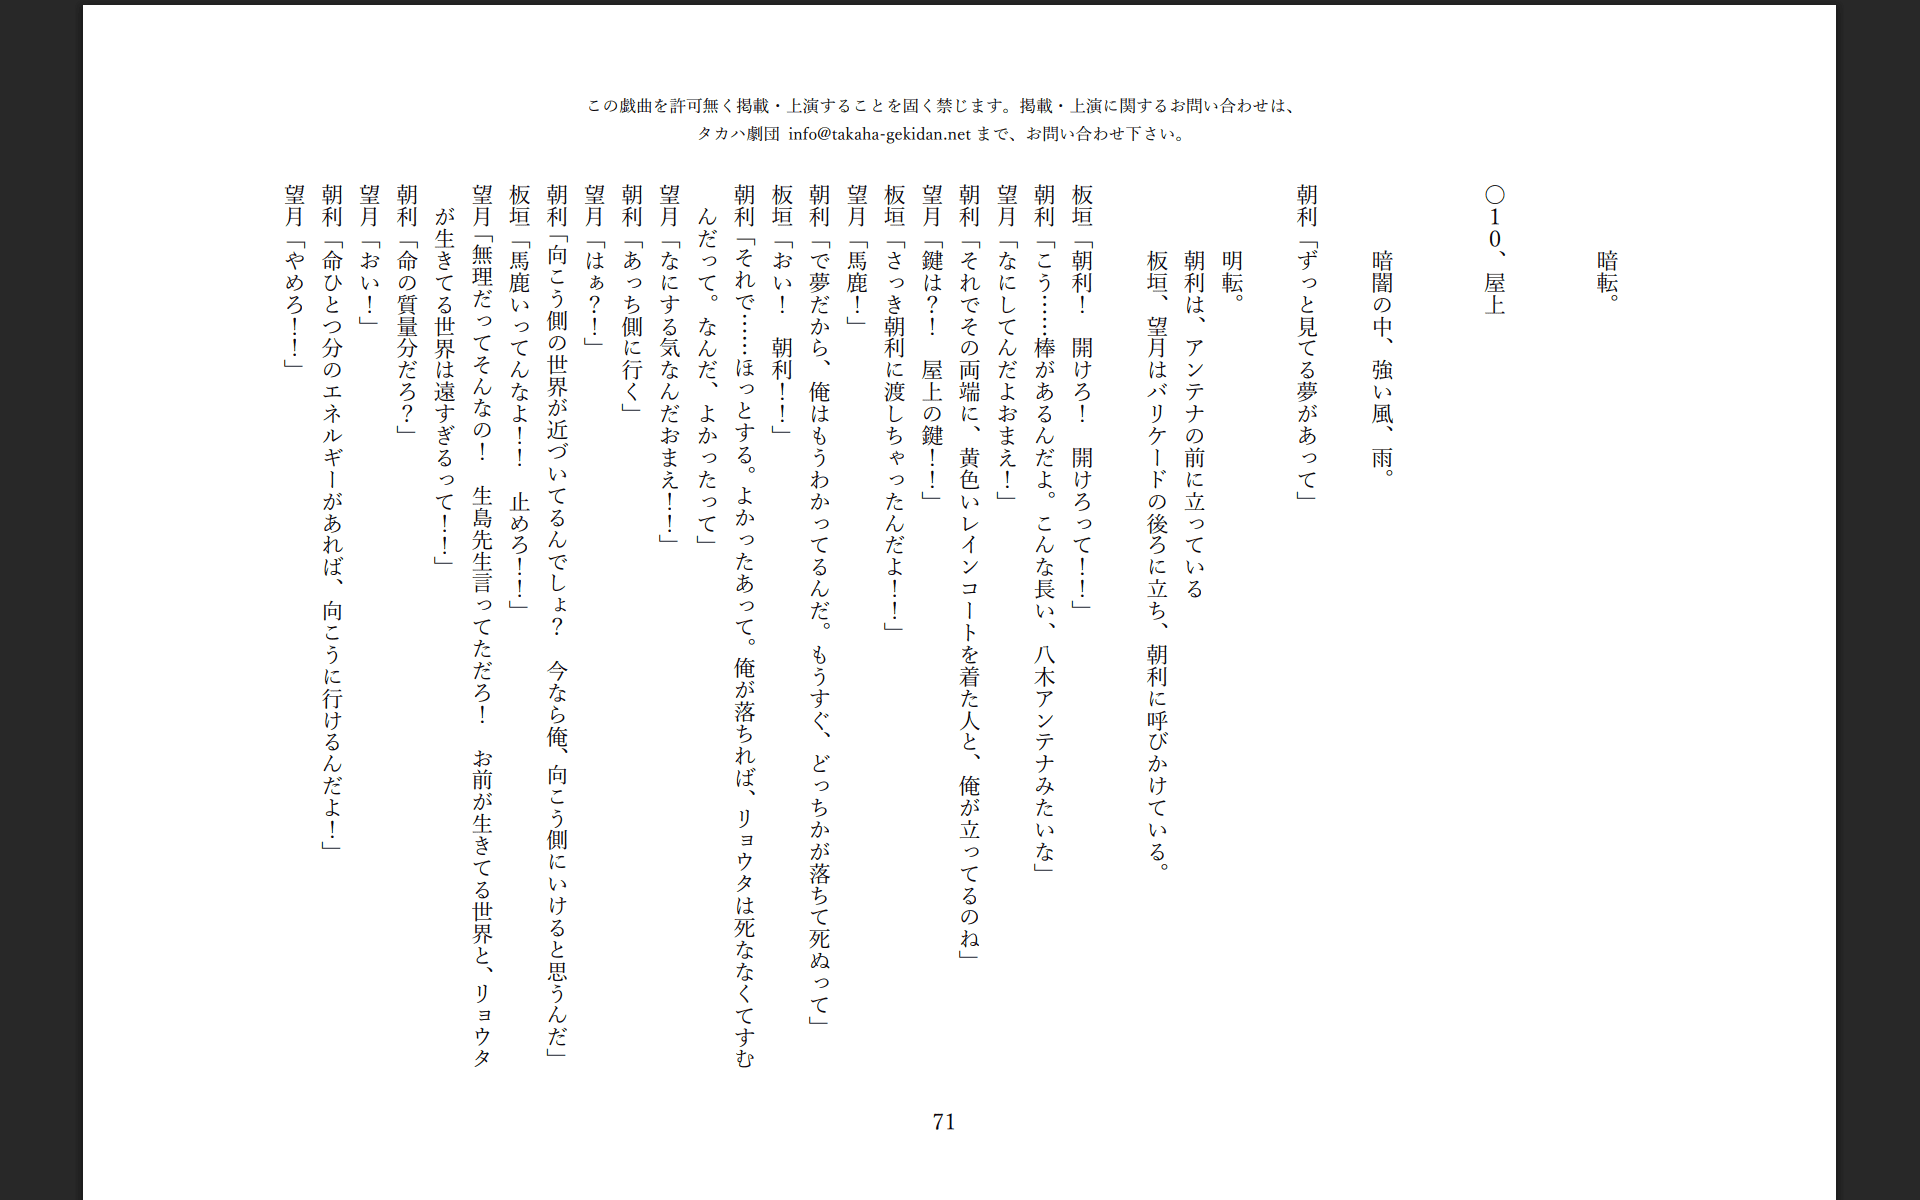 この戯曲を許可無く掲載・上演することを固く禁じます。掲載・上演に関するお問い合わせは、
タカハ劇団 info@takaha-gekidan.net まで、お問い合わせ下さい。
暗転。
〇１０、屋上
暗闇の中、強い風、雨。
朝利「ずっと見てる夢があって」
明転。
朝利は、アンテナの前に立っている
板垣、望月はバリケードの後ろに立ち、朝利に呼びかけている。
板垣「朝利！　開けろ！　開けろって！！」
朝利「こう……棒があるんだよ。こんな長い、八木アンテナみたいな」
望月「なにしてんだよおまえ！」
朝利「それでその両端に、黄色いレインコートを着た人と、俺が立ってるのね」
望月「鍵は？！　屋上の鍵！！」
板垣「さっき朝利に渡しちゃったんだよ！！」
望月「馬鹿！」
朝利「で夢だから、俺はもうわかってるんだ。もうすぐ、どっちかが落ちて死ぬって」
板垣「おい！　朝利！！」
朝利「それで……ほっとする。よかったあって。俺が落ちれば、リョウタは死ななくてすむ
んだって。なんだ、よかったって」
望月「なにする気なんだおまえ！！」
朝利「あっち側に行く」
望月「はぁ？！」
朝利「向こう側の世界が近づいてるんでしょ？　今なら俺、向こう側にいけると思うんだ」
板垣「馬鹿いってんなよ！！　止めろ！！」
望月「無理だってそんなの！　生島先生言ってただろ！　お前が生きてる世界と、リョウタ
が生きてる世界は遠すぎるって！！」
朝利「命の質量分だろ？」
望月「おい！」
朝利「命ひとつ分のエネルギーがあれば、向こうに行けるんだよ！」
望月「やめろ！！」
71